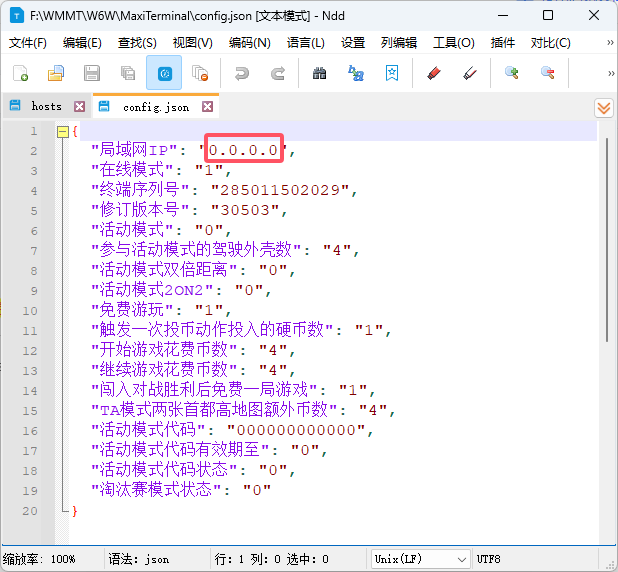 F:\WMMT\W6W\MaxiTerminal\config.json [文本模式] - Ndd
文件(F) 编辑(E) 查找(S) 视图(V) 编码(N) 语言(L) 设置 列编辑 工具(O) 插件 对比(C) »
hosts config.json
1 {
2 "局域网IP": "0.0.0.0",
3 "在线模式": "1",
4 "终端序列号": "285011502029",
5 "修订版本号": "30503",
6 "活动模式": "0",
7 "参与活动模式的驾驶外壳数": "4",
8 "活动模式双倍距离": "0",
9 "活动模式2ON2": "0",
10 "免费游玩": "1",
11 "触发一次投币动作投入的硬币数": "1",
12 "开始游戏花费币数": "4",
13 "继续游戏花费币数": "4",
14 "闯入对战胜利后免费一局游戏": "1",
15 "TA模式两张首都高地图额外币数": "4",
16 "活动模式代码": "000000000000",
17 "活动模式代码有效期至": "0",
18 "活动模式代码状态": "0",
19 "淘汰赛模式状态": "0"
20 }
缩放率: 100% 语法: json 行: 1 列: 0 选中: 0 Unix(LF) UTF8